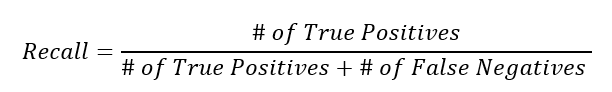 Recall = # of True Positives / # of True Positives + # of False Negatives